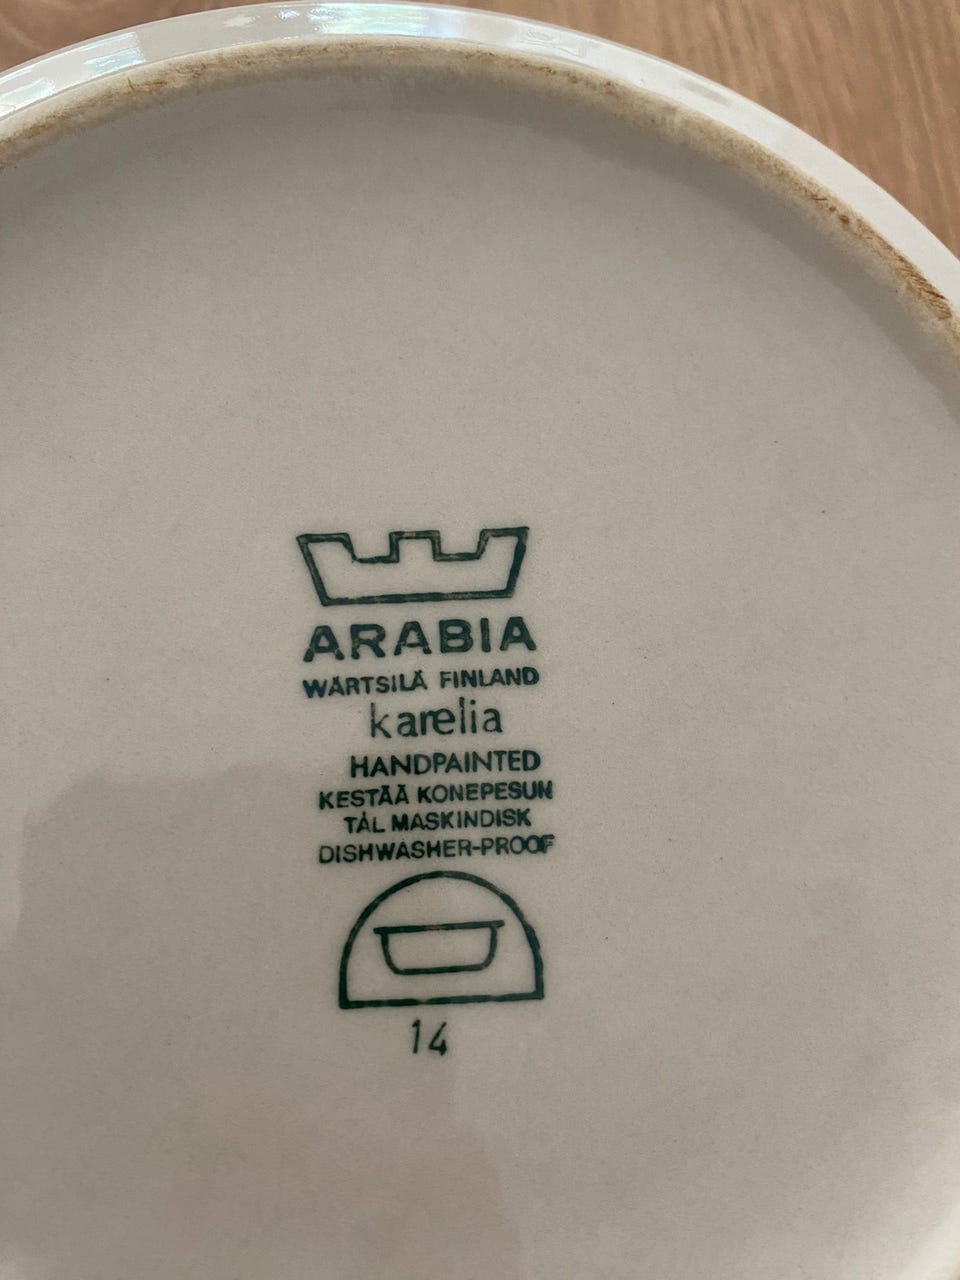 ARABIA
WÄRTSILÄ FINLAND
karelia
HANDPAINTED
KESTÄÄ KONEPESUN
TÅL MASKINDISK
DISHWASHER-PROOF
14